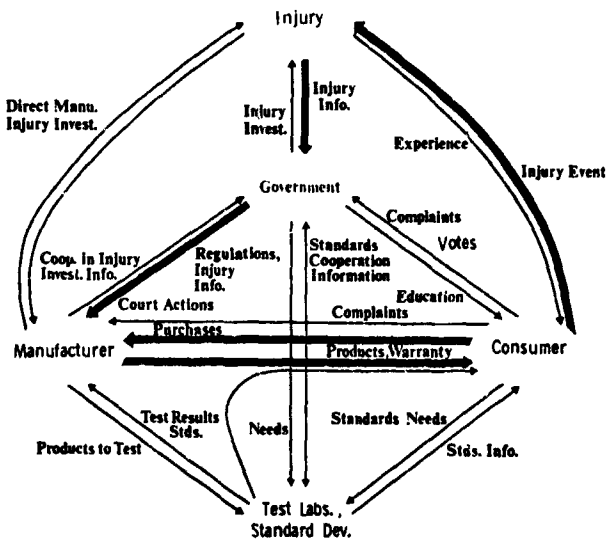 Injury
Direct Manu.
Injury Invest.
Injury
Info.
Injury
Invest.
Experience
Injury Event
Government
Coop. in Injury
Invest. Info.
Regulations,
Injury
Info.
Standards
Cooperation
Information
Complaints
Votes
Education
Court Actions
Complaints
Purchases
Manufacturer
Products, Warranty
Consumer
Test Results
Stds.
Needs
Standards Needs
Products to Test
Stds. Info.
Test Labs.,
Standard Dev.